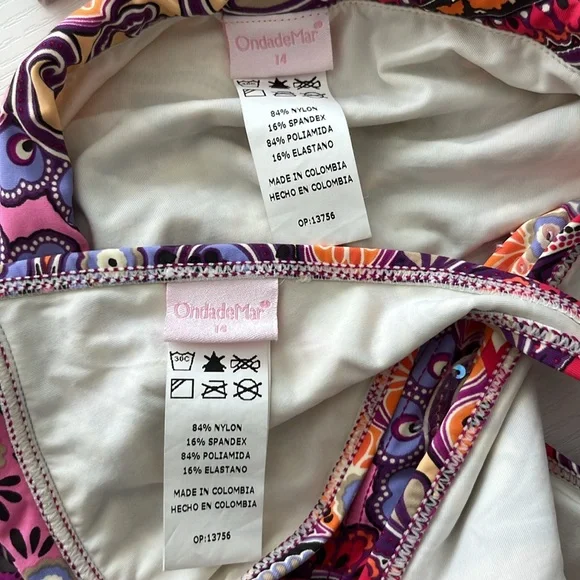 OndadeMar
14
84% NYLON
16% SPANDEX
84% POLIAMIDA
16% ELASTANO
MADE IN COLOMBIA
HECHO EN COLOMBIA
OP:13756
OndadeMar
14
30C
84% NYLON
16% SPANDEX
84% POLIAMIDA
16% ELASTANO
MADE IN COLOMBIA
HECHO EN COLOMBIA
OP:13756